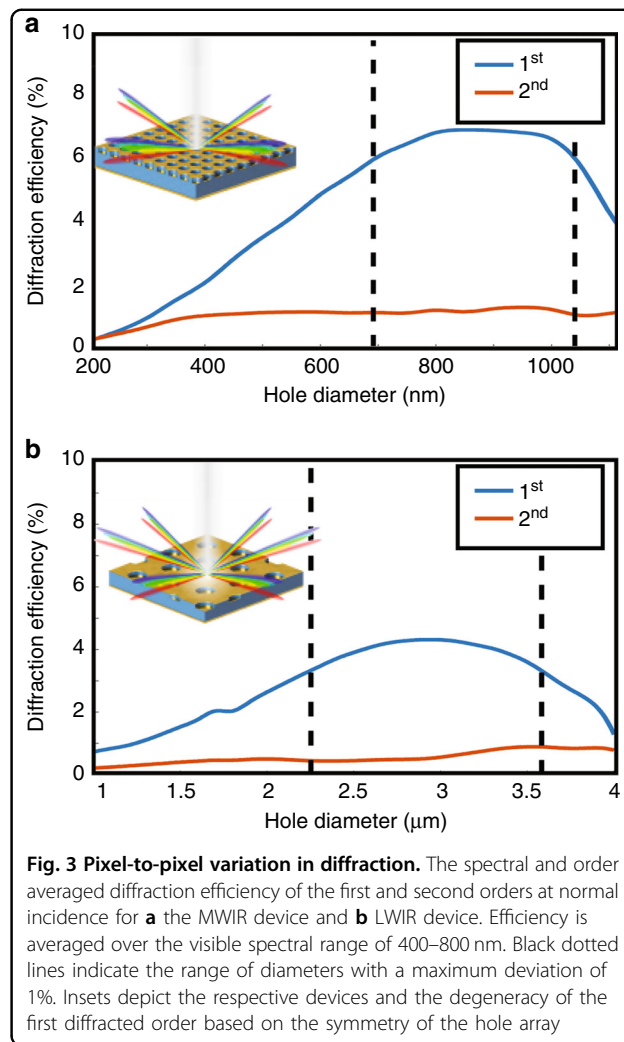 a
10
8
6
4
2
0
Diffraction efficiency (%)
1st
2nd
200 400 600 800 1000
Hole diameter (nm)
b
10
8
6
4
2
0
Diffraction efficiency (%)
1st
2nd
1 1.5 2 2.5 3 3.5 4
Hole diameter (μm)
Fig. 3 Pixel-to-pixel variation in diffraction. The spectral and order
averaged diffraction efficiency of the first and second orders at normal
incidence for a the MWIR device and b LWIR device. Efficiency is
averaged over the visible spectral range of 400–800 nm. Black dotted
lines indicate the range of diameters with a maximum deviation of
1%. Insets depict the respective devices and the degeneracy of the
first diffracted order based on the symmetry of the hole array